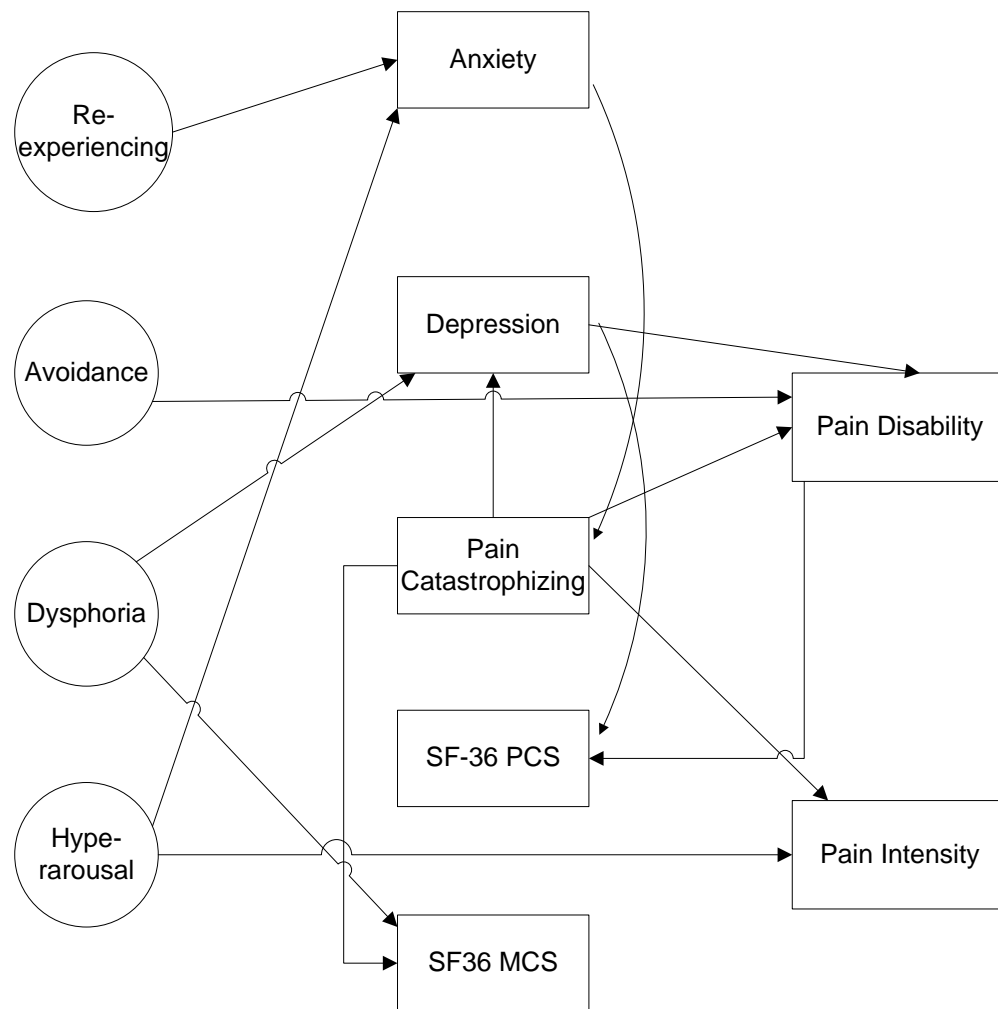 Anxiety
Re-
experiencing
Depression
Avoidance
Pain Disability
Pain
Catastrophizing
Dysphoria
SF-36 PCS
Hype-
rarousal
Pain Intensity
SF36 MCS